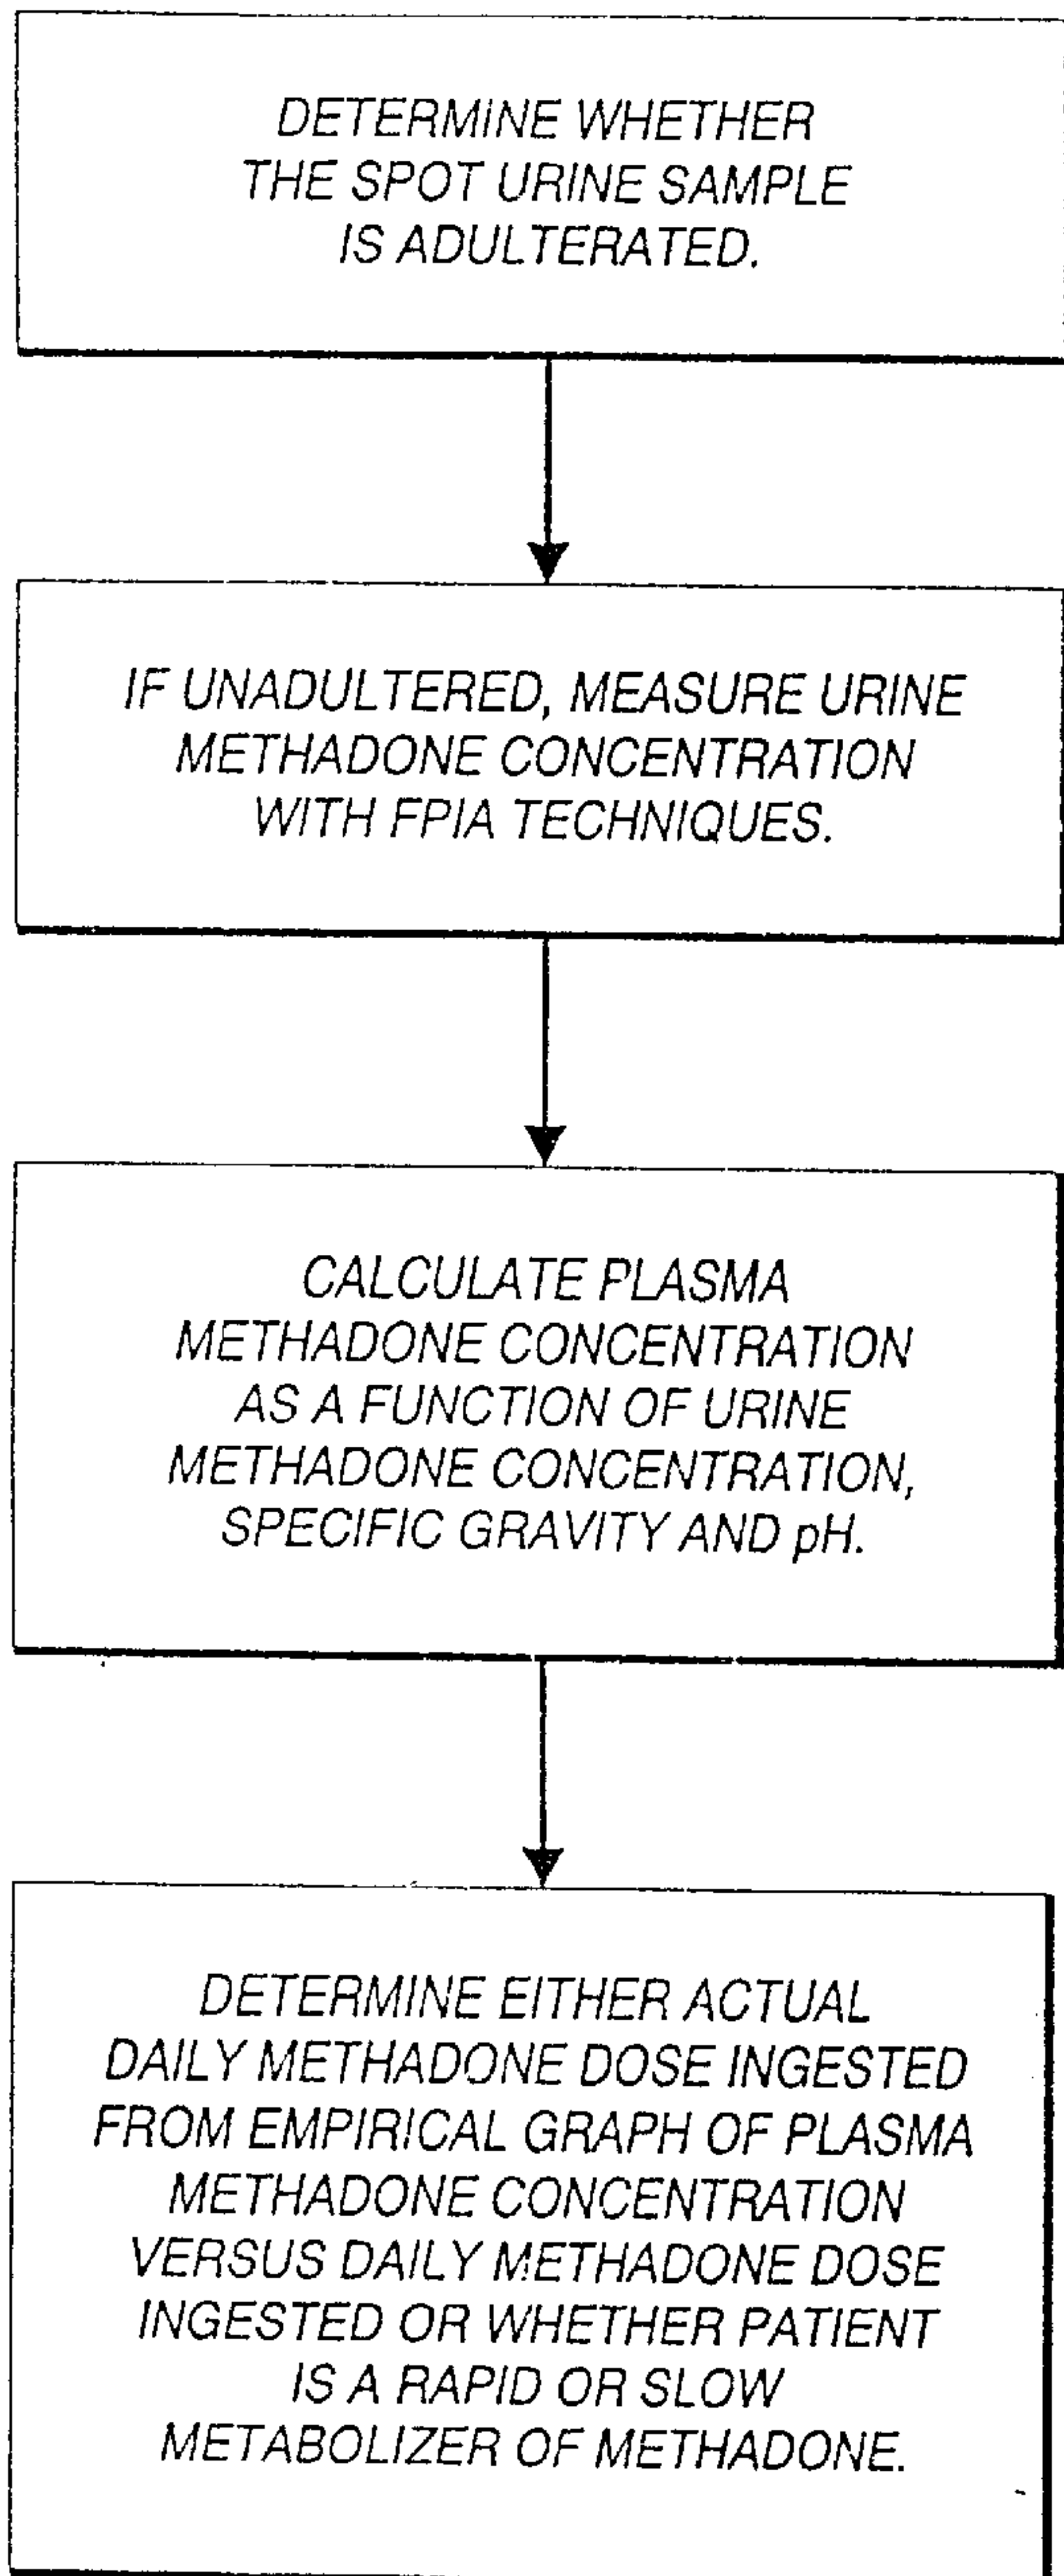 DETERMINE WHETHER
THE SPOT URINE SAMPLE
IS ADULTERATED.
IF UNADULTERED, MEASURE URINE
METHADONE CONCENTRATION
WITH FPIA TECHNIQUES.
CALCULATE PLASMA
METHADONE CONCENTRATION
AS A FUNCTION OF URINE
METHADONE CONCENTRATION,
SPECIFIC GRAVITY AND pH.
DETERMINE EITHER ACTUAL
DAILY METHADONE DOSE INGESTED
FROM EMPIRICAL GRAPH OF PLASMA
METHADONE CONCENTRATION
VERSUS DAILY METHADONE DOSE
INGESTED OR WHETHER PATIENT
IS A RAPID OR SLOW
METABOLIZER OF METHADONE.